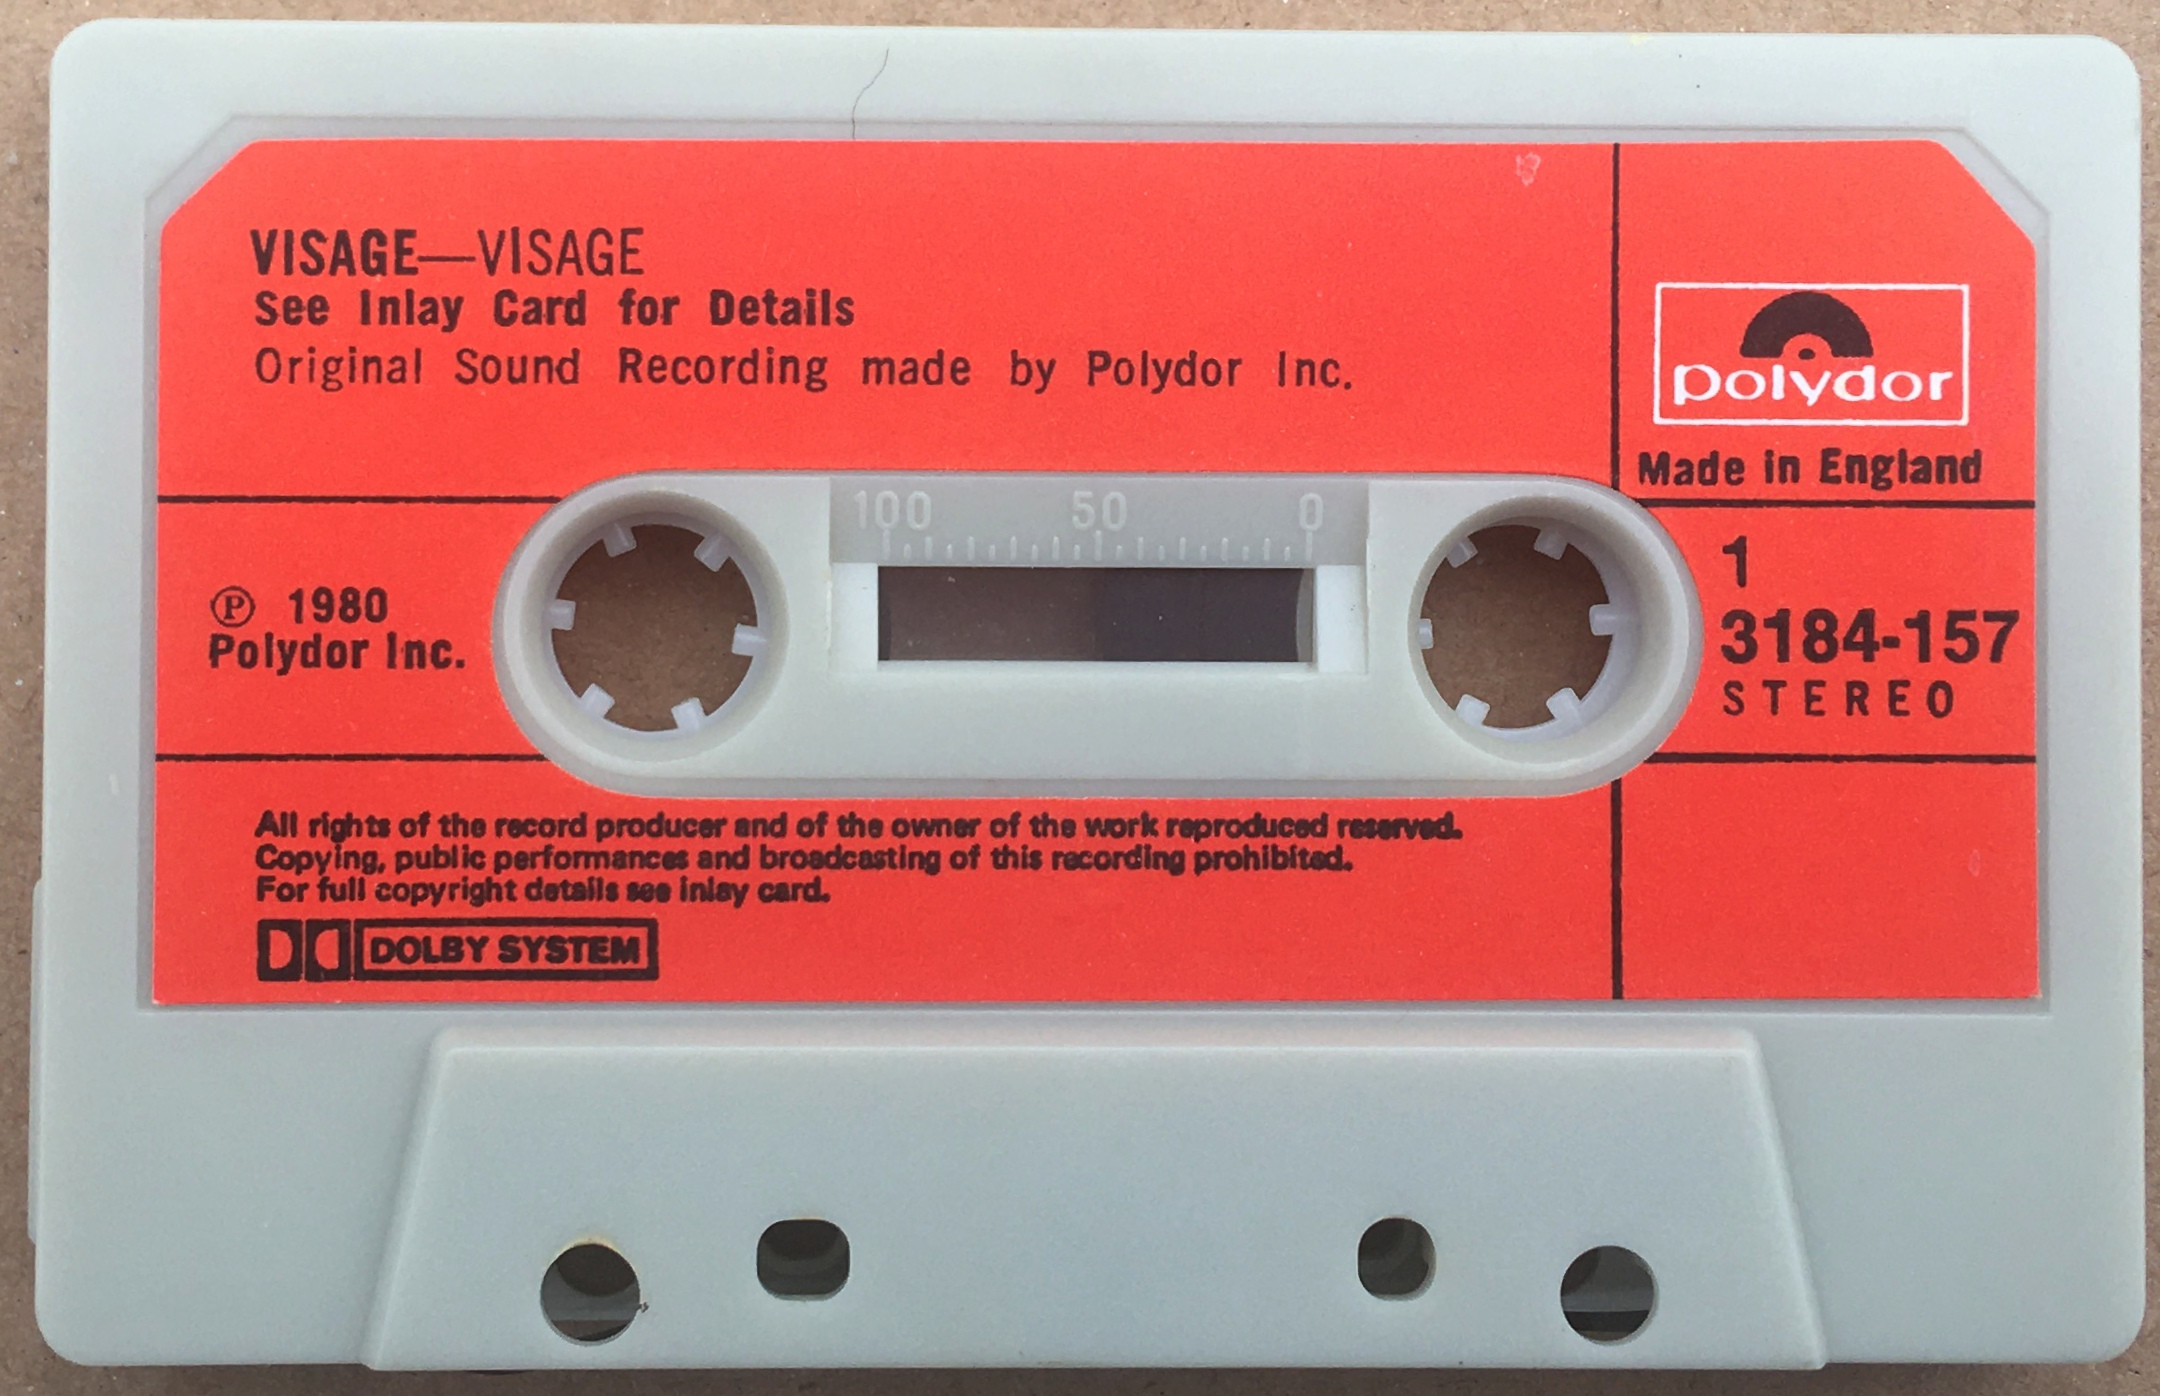 VISAGE—VISAGE
See Inlay Card for Details
Original Sound Recording made by Polydor Inc.
polydor
Made in England
100 50 0
Ⓟ 1980
Polydor Inc.
1
3184-157
STEREO
All rights of the record producer and of the owner of the work reproduced reserved.
Copying, public performances and broadcasting of this recording prohibited.
For full copyright details see inlay card.
DOLBY SYSTEM